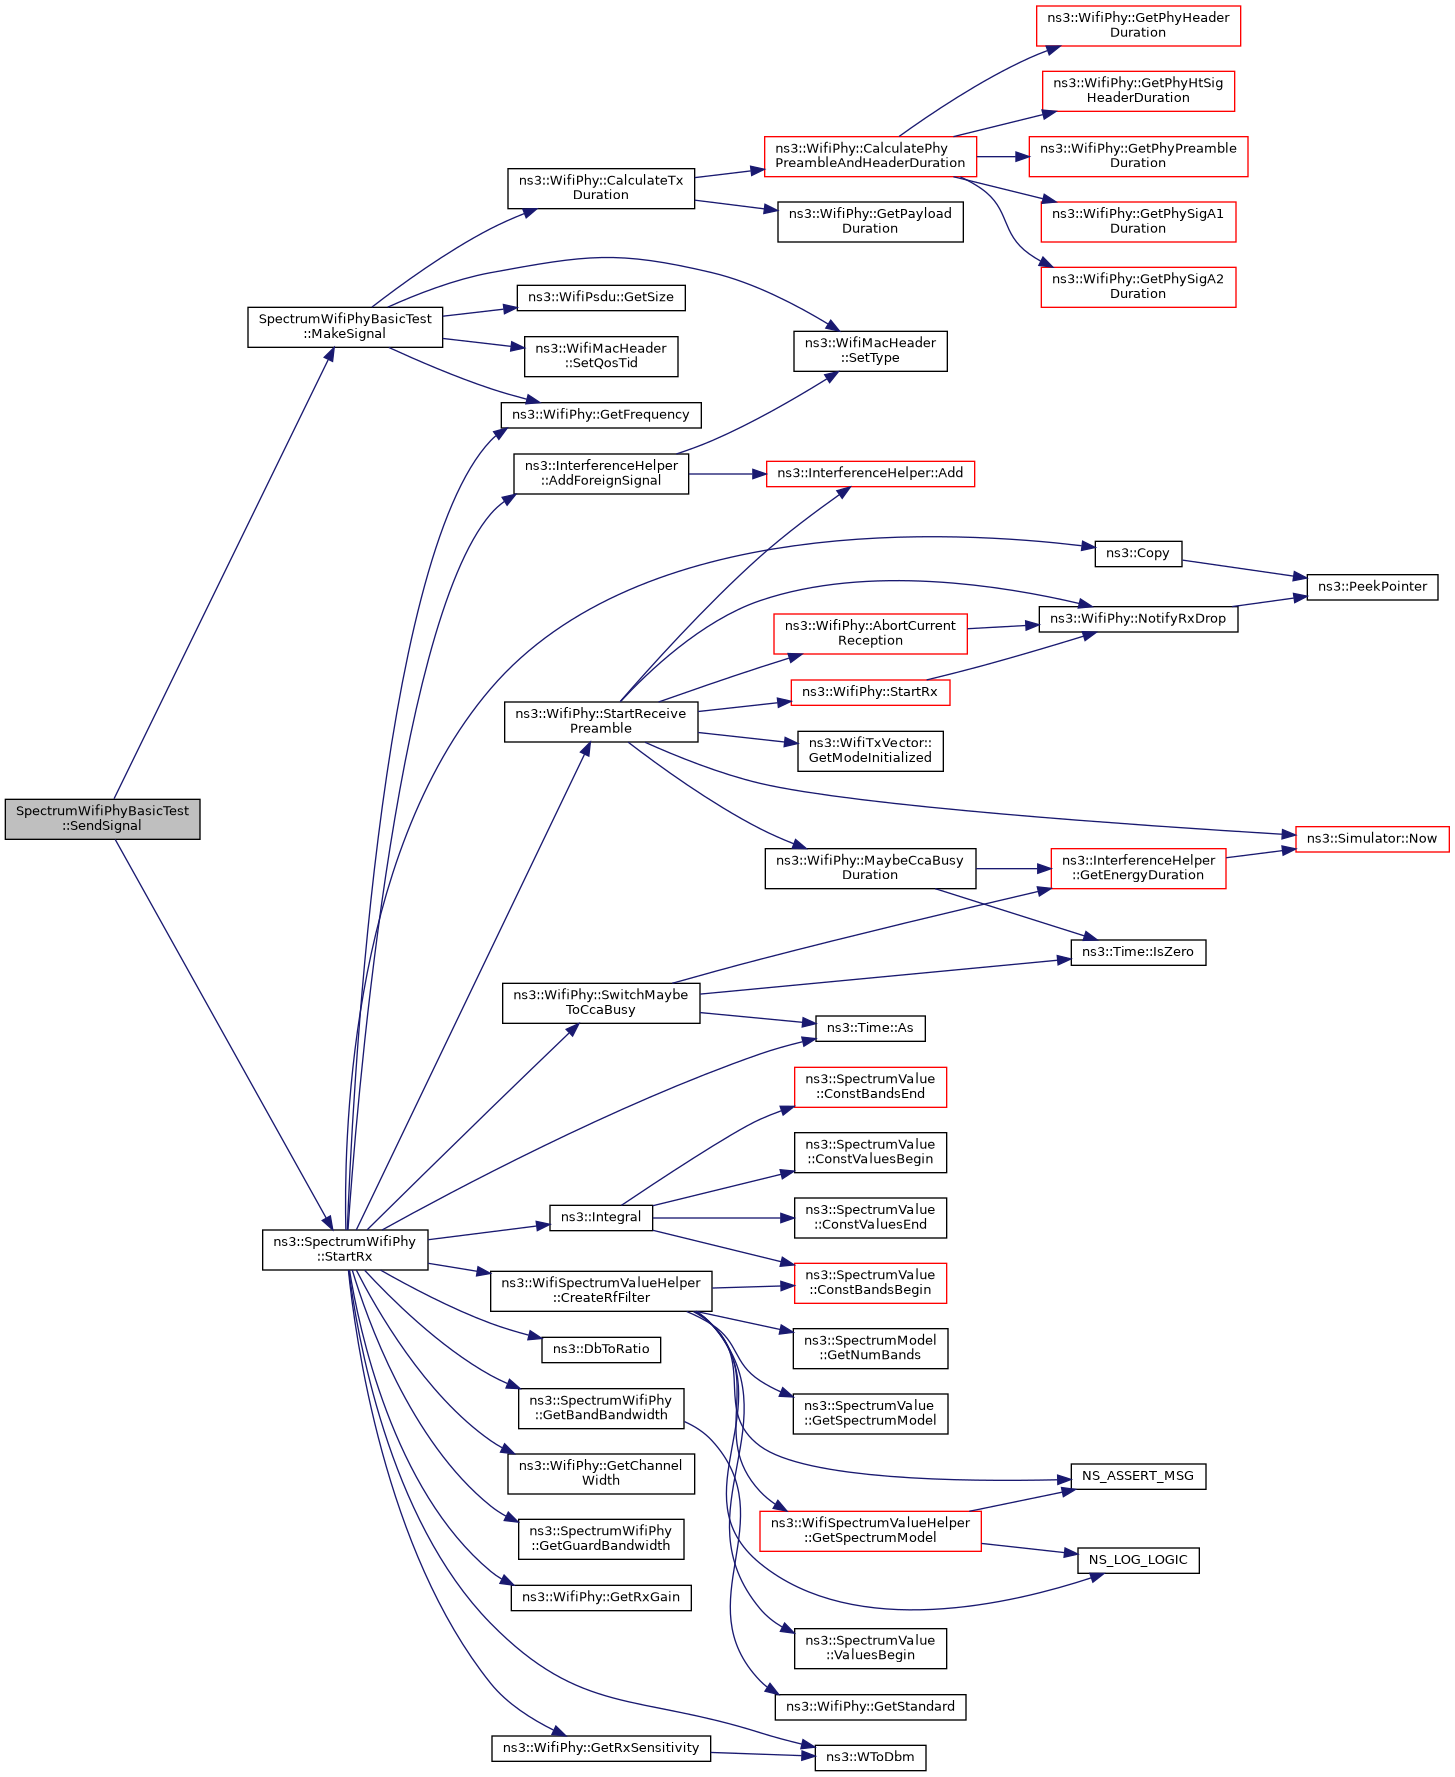 ns3::WifiPhy::GetPhyHeader
Duration
ns3::WifiPhy::GetPhyHtSig
HeaderDuration
ns3::WifiPhy::CalculatePhy
PreambleAndHeaderDuration
ns3::WifiPhy::GetPhyPreamble
Duration
ns3::WifiPhy::CalculateTx
Duration
ns3::WifiPhy::GetPayload
Duration
ns3::WifiPhy::GetPhySigA1
Duration
ns3::WifiPhy::GetPhySigA2
Duration
ns3::WifiPsdu::GetSize
SpectrumWifiPhyBasicTest
::MakeSignal
ns3::WifiMacHeader
::SetQosTid
ns3::WifiMacHeader
::SetType
ns3::WifiPhy::GetFrequency
ns3::InterferenceHelper
::AddForeignSignal
ns3::InterferenceHelper::Add
ns3::Copy
ns3::PeekPointer
ns3::WifiPhy::NotifyRxDrop
ns3::WifiPhy::AbortCurrent
Reception
ns3::WifiPhy::StartRx
ns3::WifiPhy::StartReceive
Preamble
ns3::WifiTxVector::
GetModeInitialized
SpectrumWifiPhyBasicTest
::SendSignal
ns3::Simulator::Now
ns3::WifiPhy::MaybeCcaBusy
Duration
ns3::InterferenceHelper
::GetEnergyDuration
ns3::Time::IsZero
ns3::WifiPhy::SwitchMaybe
ToCcaBusy
ns3::Time::As
ns3::SpectrumValue
::ConstBandsEnd
ns3::SpectrumValue
::ConstValuesBegin
ns3::Integral
ns3::SpectrumValue
::ConstValuesEnd
ns3::SpectrumWifiPhy
::StartRx
ns3::SpectrumValue
::ConstBandsBegin
ns3::WifiSpectrumValueHelper
::CreateRfFilter
ns3::DbToRatio
ns3::SpectrumModel
::GetNumBands
ns3::SpectrumWifiPhy
::GetBandBandwidth
ns3::SpectrumValue
::GetSpectrumModel
ns3::WifiPhy::GetChannel
Width
NS_ASSERT_MSG
ns3::SpectrumWifiPhy
::GetGuardBandwidth
ns3::WifiSpectrumValueHelper
::GetSpectrumModel
NS_LOG_LOGIC
ns3::WifiPhy::GetRxGain
ns3::SpectrumValue
::ValuesBegin
ns3::WifiPhy::GetStandard
ns3::WifiPhy::GetRxSensitivity
ns3::WToDbm